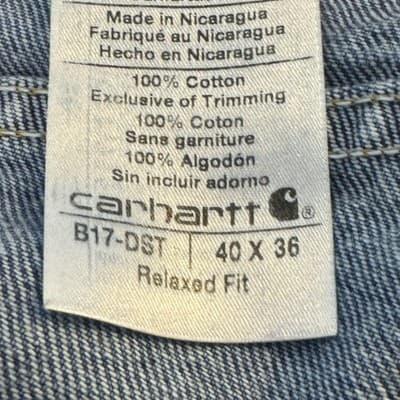 Made in Nicaragua
Fabriqué au Nicaragua
Hecho en Nicaragua
100% Cotton
Exclusive of Trimming
100% Coton
Sans garniture
100% Algodón
Sin incluir adorno
carhartt ®
B17-DST 40 X 36
Relaxed Fit